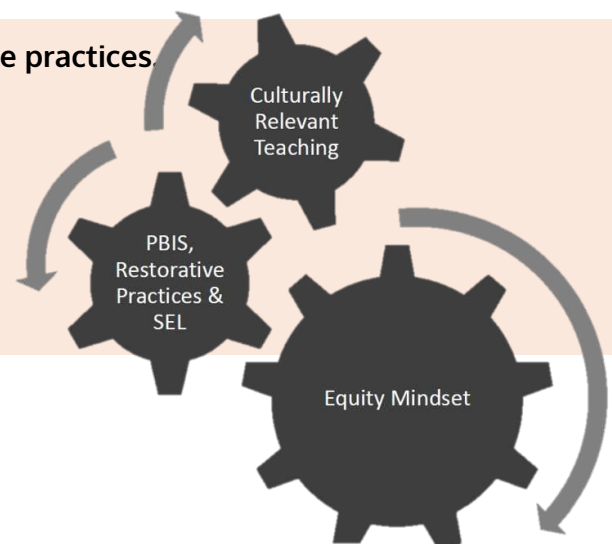 e practices.
Culturally
Relevant
Teaching
PBIS,
Restorative
Practices &
SEL
Equity Mindset